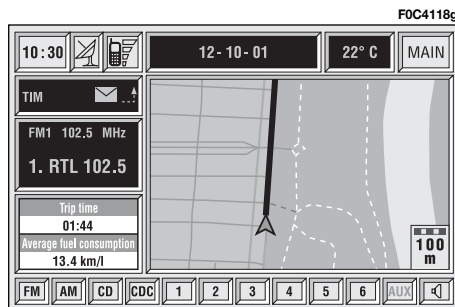 F0C4118g
10:30 12-10-01 22° C MAIN
TIM
FM1 102.5 MHz
1. RTL 102.5
Trip time
01:44
Average fuel consumption
13.4 km/l
100
m
FM AM CD CDC 1 2 3 4 5 6 AUX